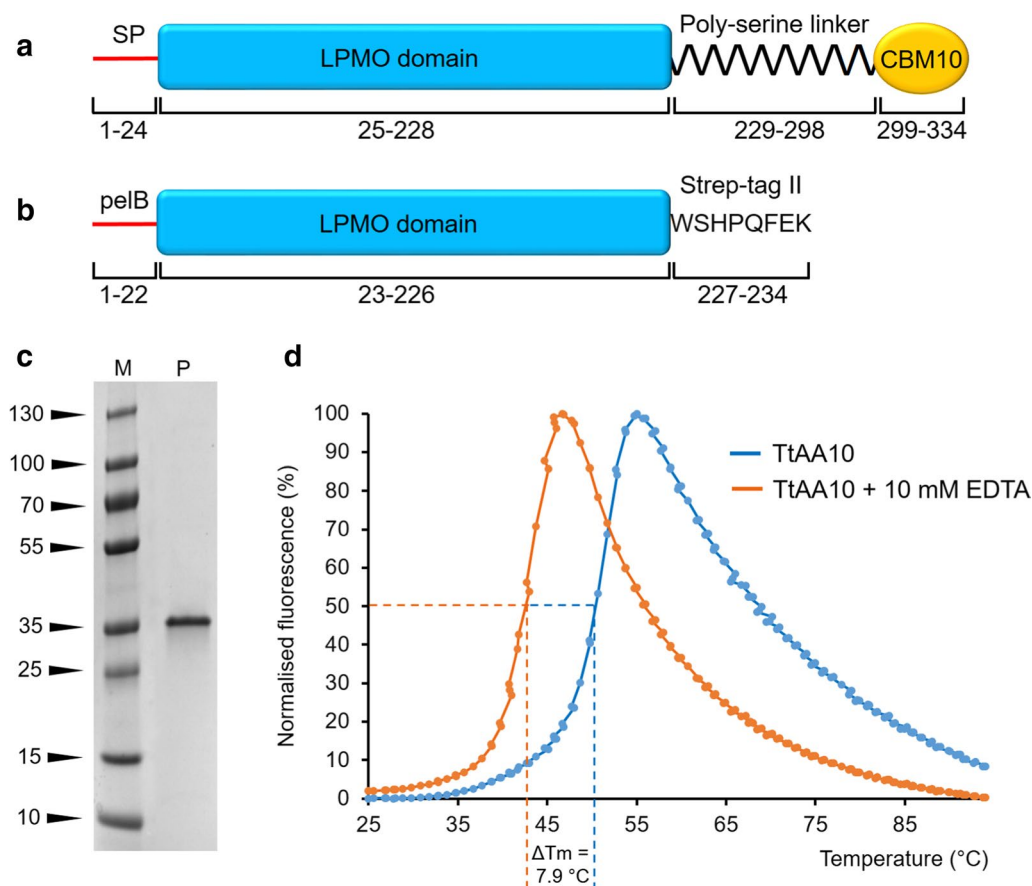 a
SP
LPMO domain
Poly-serine linker
CBM10
1-24
25-228
229-298
299-334
b
pelB
LPMO domain
Strep-tag II
WSHPQFEK
1-22
23-226
227-234
c
M
P
130
100
70
55
35
25
15
10
d
Normalised fluorescence (%)
100
90
80
70
60
50
40
30
20
10
0
TtAA10
TtAA10 + 10 mM EDTA
25
35
45
55
65
75
85
ΔTm =
7.9 °C
Temperature (°C)